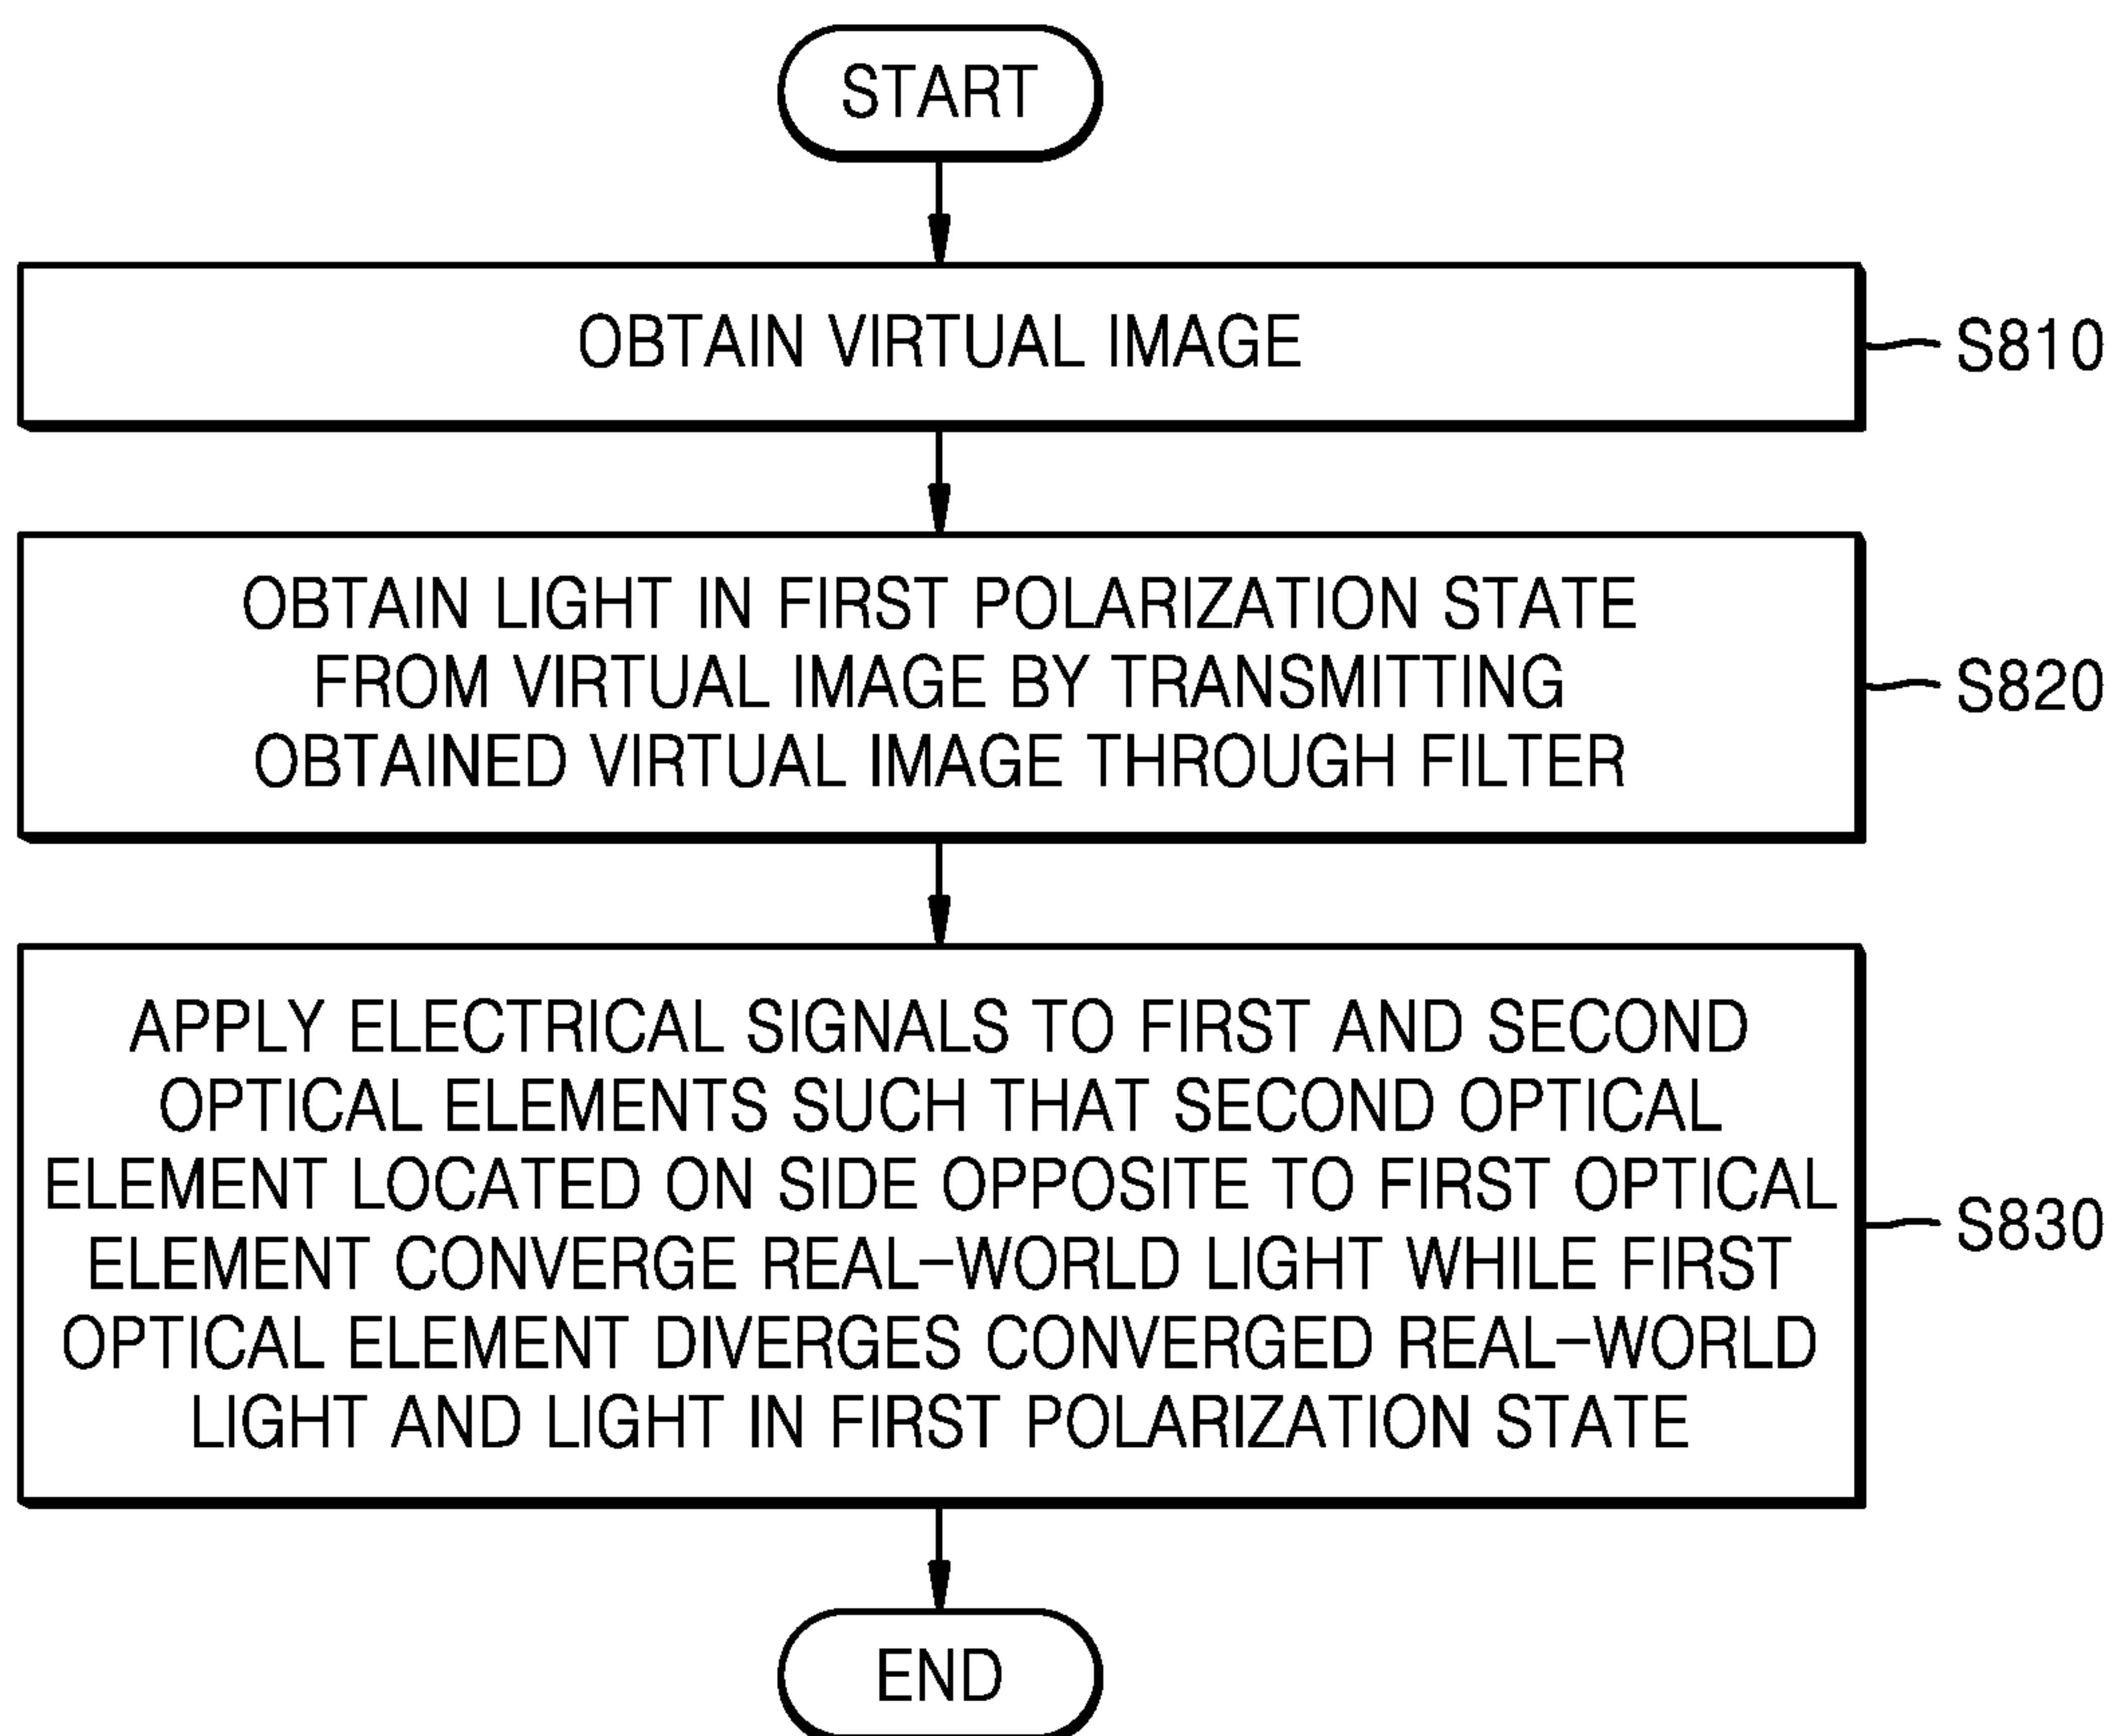 START
OBTAIN VIRTUAL IMAGE
S810
OBTAIN LIGHT IN FIRST POLARIZATION STATE
FROM VIRTUAL IMAGE BY TRANSMITTING
OBTAINED VIRTUAL IMAGE THROUGH FILTER
S820
APPLY ELECTRICAL SIGNALS TO FIRST AND SECOND
OPTICAL ELEMENTS SUCH THAT SECOND OPTICAL
ELEMENT LOCATED ON SIDE OPPOSITE TO FIRST OPTICAL
ELEMENT CONVERGE REAL-WORLD LIGHT WHILE FIRST
OPTICAL ELEMENT DIVERGES CONVERGED REAL-WORLD
LIGHT AND LIGHT IN FIRST POLARIZATION STATE
S830
END